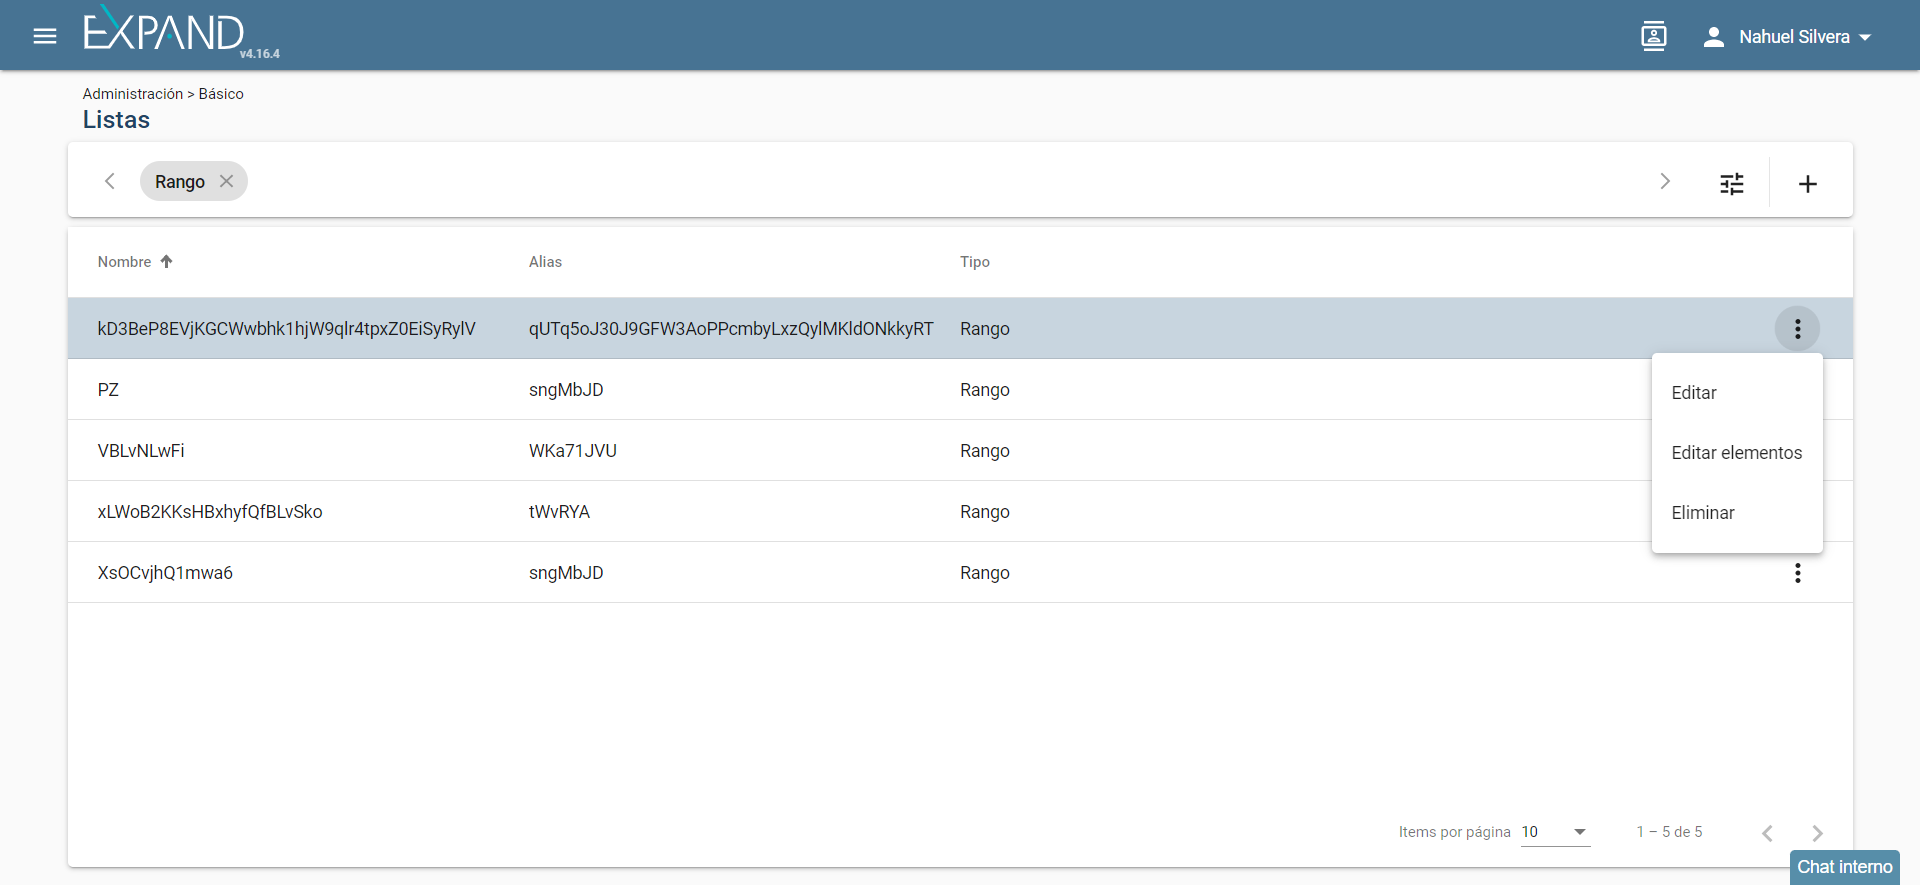 EXPAND
v4.16.4
Nahuel Silvera
Administración > Básico
Listas
Rango
Nombre Alias Tipo
kD3BeP8EVjKGCWwbhk1hjW9qlr4tpxZ0EiSyRylV qUTq5oJ30J9GFW3AoPPcmbyLxzQylMKldONkkyRT Rango
PZ sngMbJD Rango
VBLvNLwFi WKa71JVU Rango
xLWoB2KKsHBxhyfQfBLvSko tWvRYA Rango
XsOCvjhQ1mwa6 sngMbJD Rango
Editar
Editar elementos
Eliminar
Items por página 10 1 – 5 de 5
Chat interno